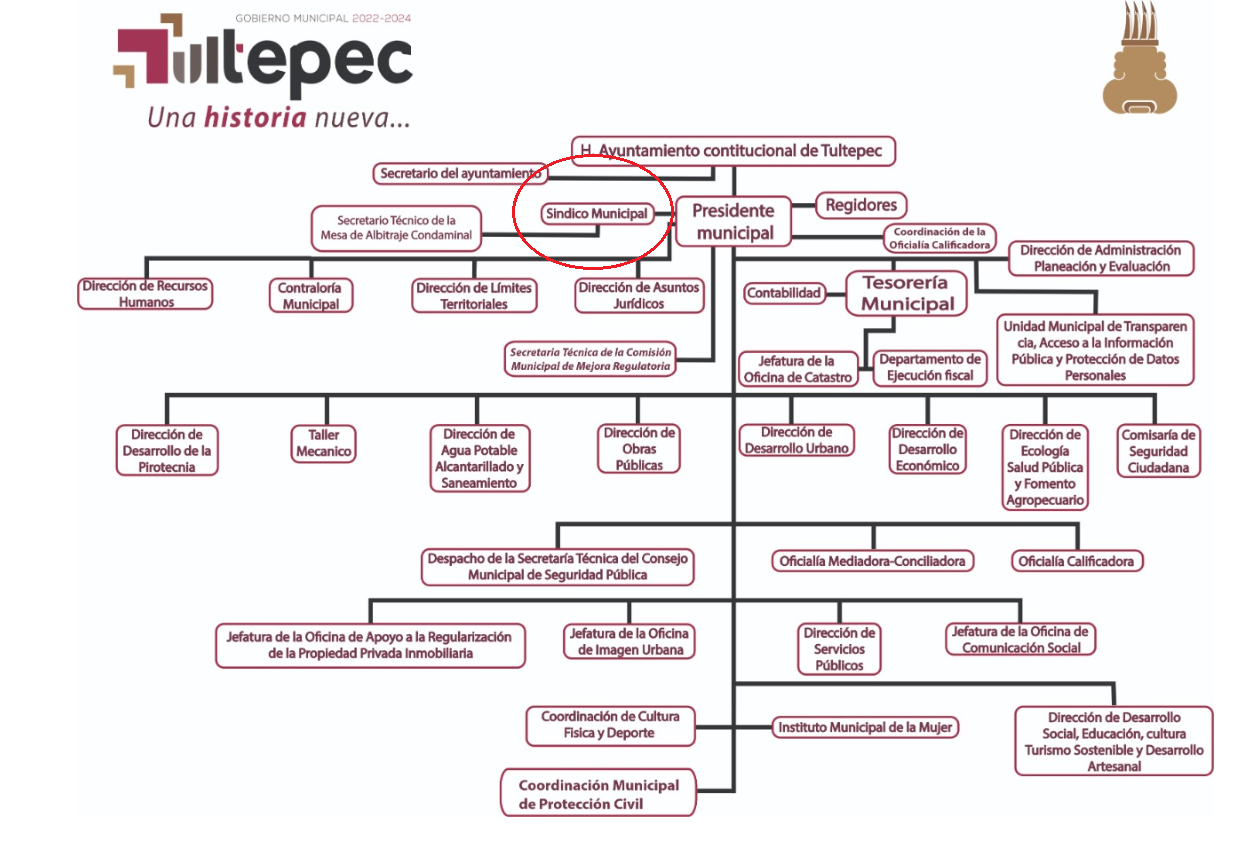 GOBIERNO MUNICIPAL 2022-2024
Tultepec
Una historia nueva...
H. Ayuntamiento contitucional de Tultepec
Secretario del ayuntamiento
Sindico Municipal
Presidente
municipal
Regidores
Secretario Técnico de la
Mesa de Albitraje Condaminal
Coordinación de la
Oficialía Calificadora
Dirección de Administración
Planeación y Evaluación
Dirección de Recursos
Humanos
Contraloría
Municipal
Dirección de Límites
Territoriales
Dirección de Asuntos
Jurídicos
Contabilidad
Tesorería
Municipal
Unidad Municipal de Transparen
cia, Acceso a la Información
Pública y Protección de Datos
Personales
Secretaria Técnica de la Comisión
Municipal de Mejora Regulatoria
Jefatura de la
Oficina de Catastro
Departamento de
Ejecución fiscal
Dirección de
Desarrollo de la
Pirotecnia
Taller
Mecanico
Dirección de
Agua Potable
Alcantarillado y
Saneamiento
Dirección de
Obras
Públicas
Dirección de
Desarrollo Urbano
Dirección de
Desarrollo
Económico
Dirección de
Ecología
Salud Pública
y Fomento
Agropecuario
Comisaría de
Seguridad
Ciudadana
Despacho de la Secretaría Técnica del Consejo
Municipal de Seguridad Pública
Oficialía Mediadora-Conciliadora
Oficialía Calificadora
Jefatura de la Oficina de Apoyo a la Regularización
de la Propiedad Privada Inmobiliaria
Jefatura de la Oficina
de Imagen Urbana
Dirección de
Servicios
Públicos
Jefatura de la Oficina de
Comunicación Social
Coordinación de Cultura
Fisica y Deporte
Instituto Municipal de la Mujer
Dirección de Desarrollo
Social, Educación, cultura
Turismo Sostenible y Desarrollo
Artesanal
Coordinación Municipal
de Protección Civil